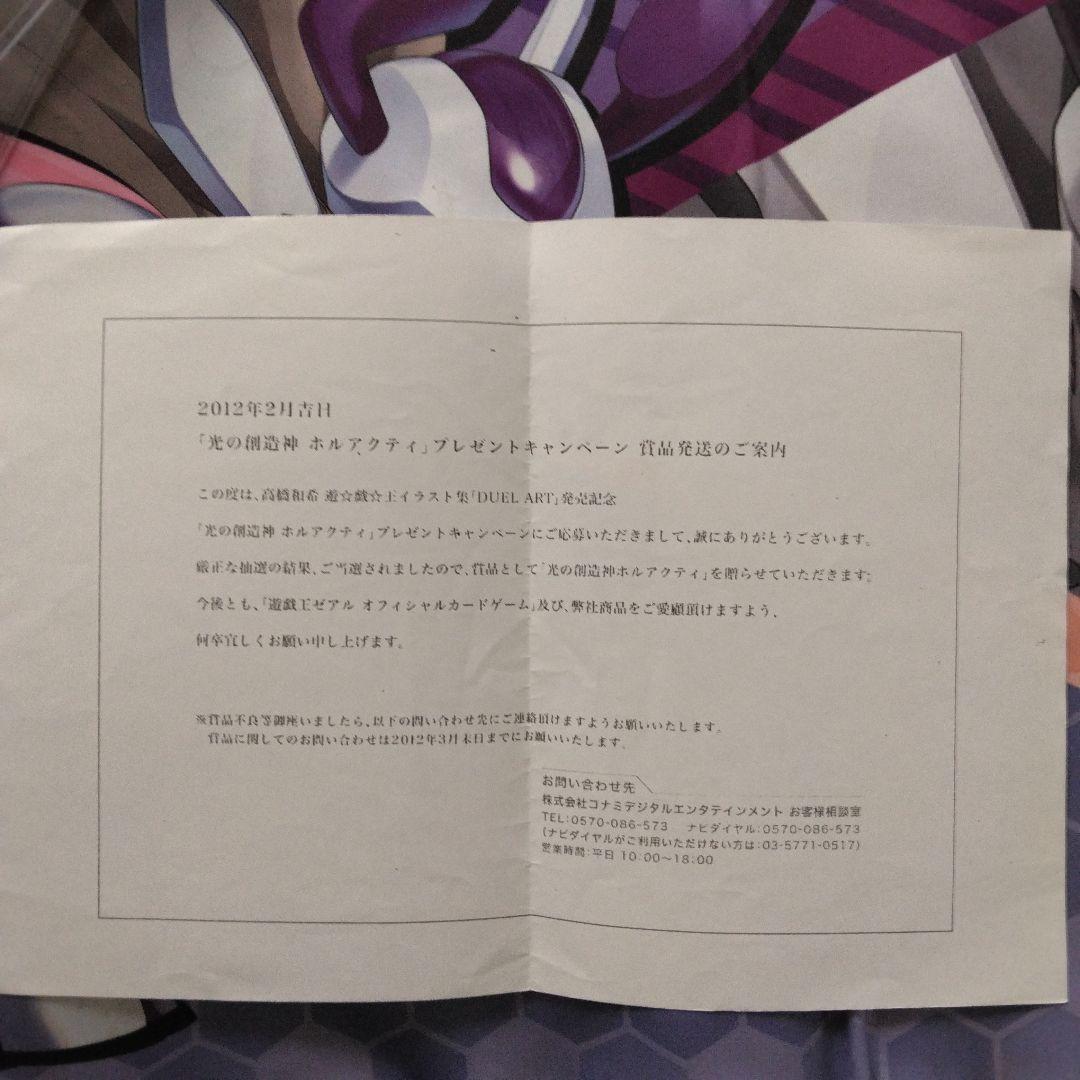 2012年2月吉日
「光の創造神 ホルアクティ」プレゼントキャンペーン 賞品発送のご案内
この度は、高橋和希 遊☆戯☆王イラスト集「DUEL ART」発売記念
「光の創造神 ホルアクティ」プレゼントキャンペーンにご応募いただきまして、誠にありがとうございます。
厳正な抽選の結果、ご当選されましたので、賞品として「光の創造神ホルアクティ」を贈らせていただきます。
今後とも、「遊戯王ゼアル オフィシャルカードゲーム」及び、弊社商品をご愛顧頂けますよう、
何卒宜しくお願い申し上げます。
※賞品不良等御座いましたら、以下の問い合わせ先にご連絡頂けますようお願いいたします。
賞品に関してのお問い合わせは2012年3月末日までにお願いいたします。
お問い合わせ先
株式会社コナミデジタルエンタテインメント お客様相談室
TEL:0570-086-573 ナビダイヤル:0570-086-573
(ナビダイヤルがご利用いただけない方は:03-5771-0517)
営業時間:平日 10:00〜18:00